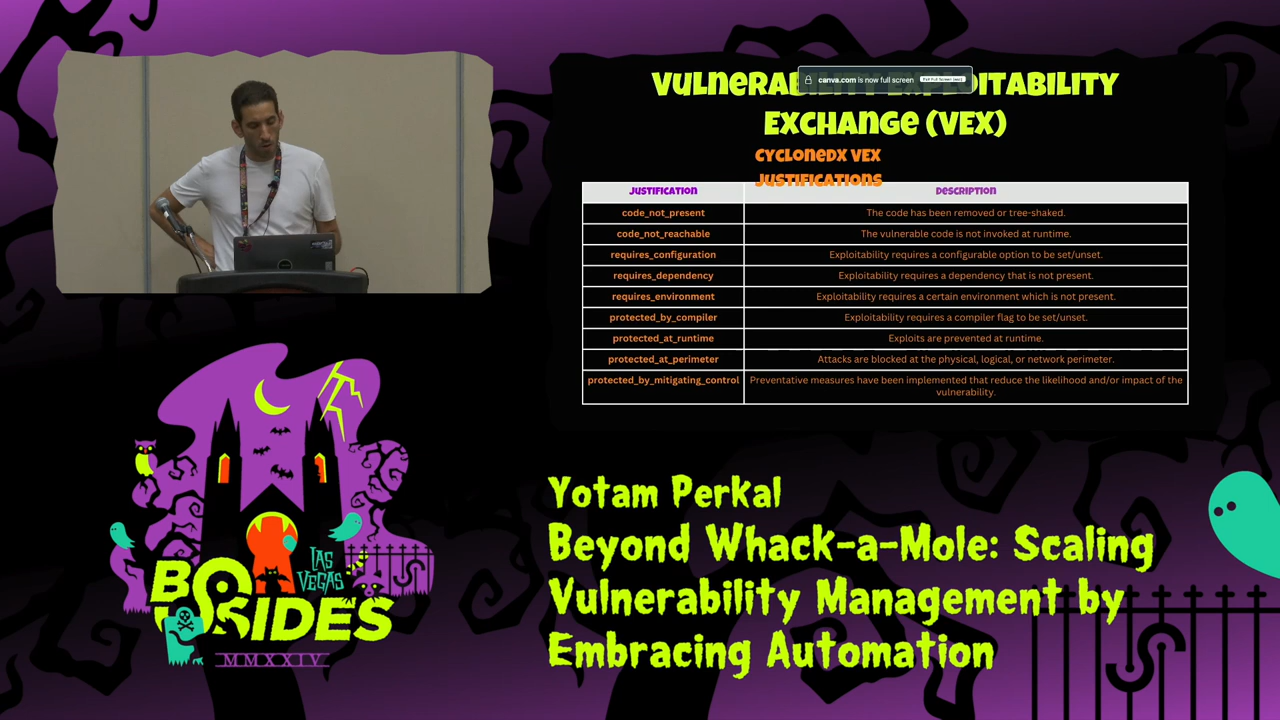 VULNERABILITY EXPLOITABILITY
EXCHANGE (VEX)
canva.com is now full screen
CYCLONEDX VEX
JUSTIFICATIONS
JUSTIFICATION DESCRIPTION
code_not_present The code has been removed or tree-shaked.
code_not_reachable The vulnerable code is not invoked at runtime.
requires_configuration Exploitability requires a configurable option to be set/unset.
requires_dependency Exploitability requires a dependency that is not present.
requires_environment Exploitability requires a certain environment which is not present.
protected_by_compiler Exploitability requires a compiler flag to be set/unset.
protected_at_runtime Exploits are prevented at runtime.
protected_at_perimeter Attacks are blocked at the physical, logical, or network perimeter.
protected_by_mitigating_control Preventative measures have been implemented that reduce the likelihood and/or impact of the
vulnerability.
LAS
VEGAS
BSIDES
MMXXIV
Yotam Perkal
Beyond Whack-a-Mole: Scaling
Vulnerability Management by
Embracing Automation